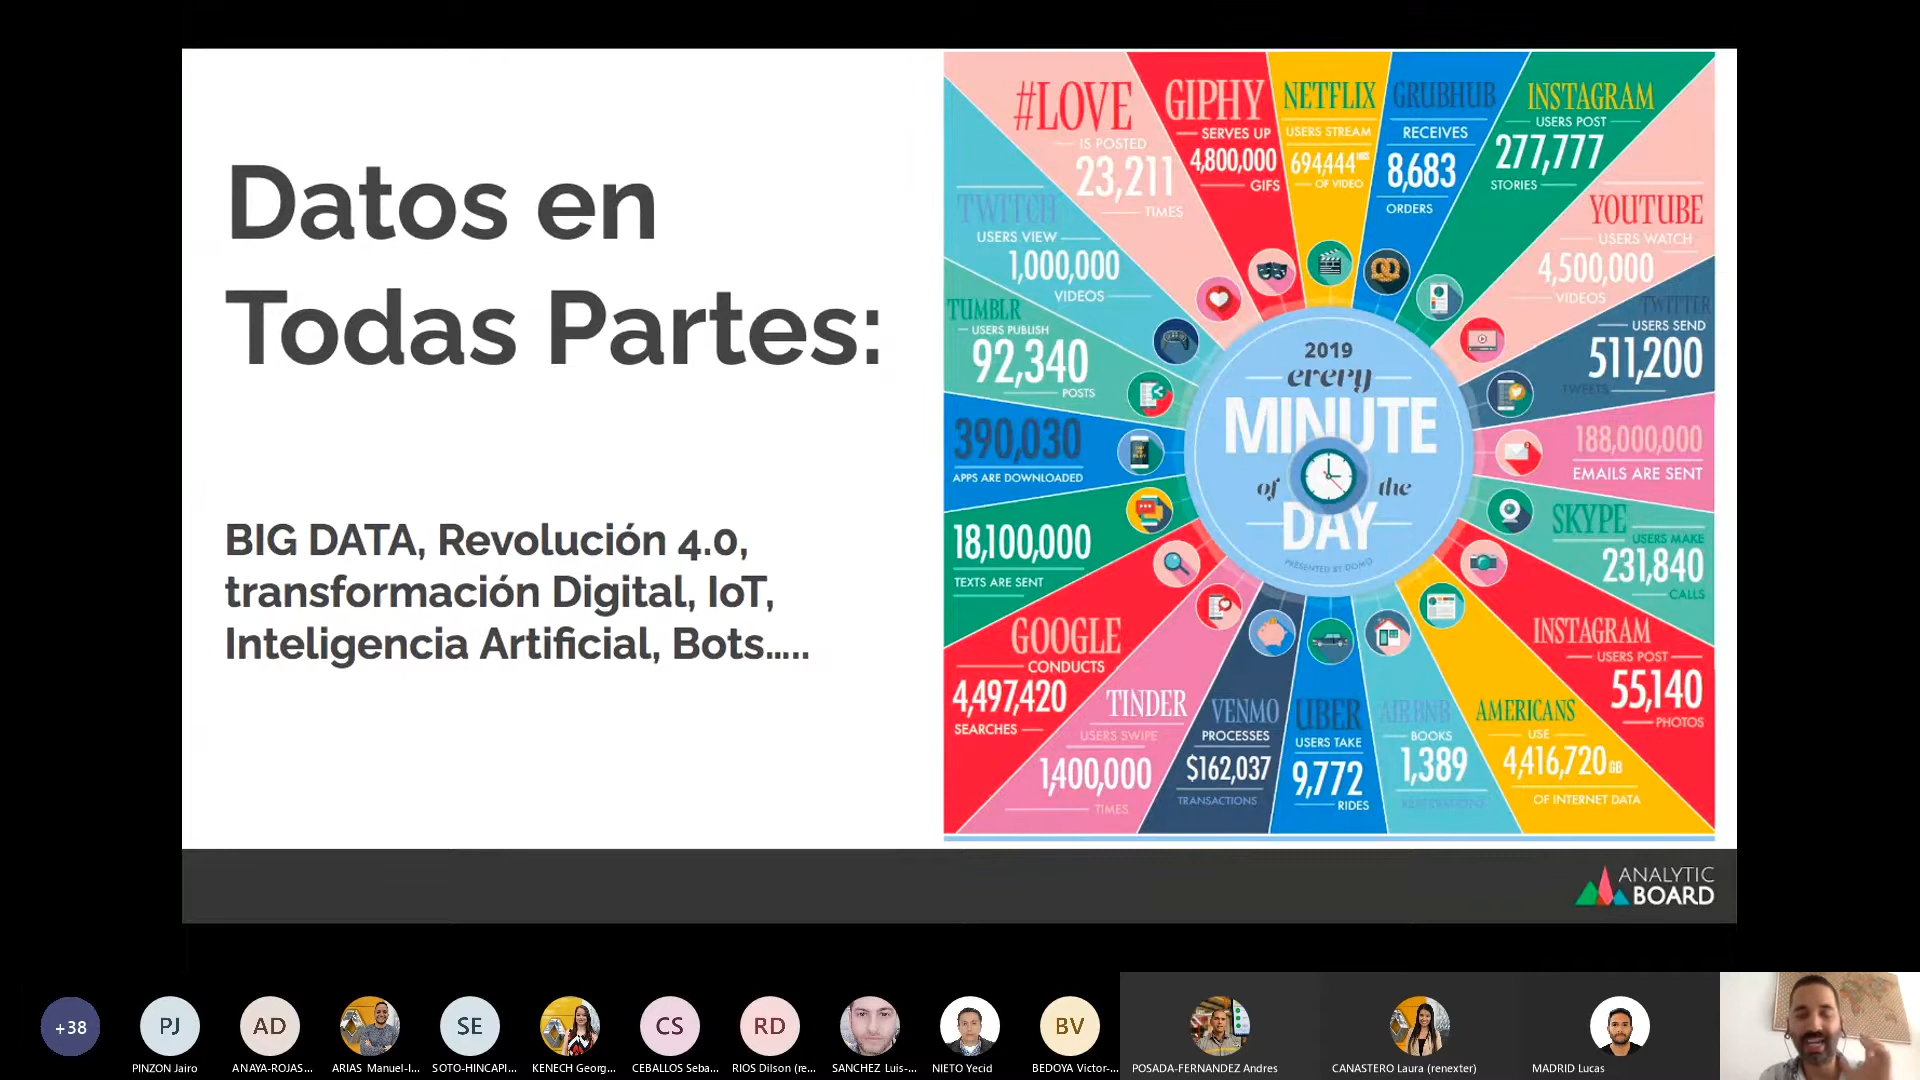 Datos en
Todas Partes:
BIG DATA, Revolución 4.0,
transformación Digital, IoT,
Inteligencia Artificial, Bots.....
#LOVE
IS POSTED
23,211
TIMES
GIPHY
SERVES UP
4,800,000
GIFS
NETFLIX
USERS STREAM
694,444
OF VIDEO
GRUBHUB
RECEIVES
8,683
ORDERS
INSTAGRAM
USERS POST
277,777
STORIES
YOUTUBE
USERS WATCH
4,500,000
VIDEOS
TWITTER
USERS SEND
511,200
TWEETS
188,000,000
EMAILS ARE SENT
SKYPE
USERS MAKE
231,840
CALLS
INSTAGRAM
USERS POST
55,140
PHOTOS
AMERICANS
USE
4,416,720 GB
OF INTERNET DATA
AIRBNB
BOOKS
1,389
RESERVATIONS
UBER
USERS TAKE
9,772
RIDES
VENMO
PROCESSES
$162,037
TRANSACTIONS
TINDER
USERS SWIPE
1,400,000
TIMES
GOOGLE
CONDUCTS
4,497,420
SEARCHES
18,100,000
TEXTS ARE SENT
390,030
APPS ARE DOWNLOADED
TUMBLR
USERS PUBLISH
92,340
POSTS
TWITCH
USERS VIEW
1,000,000
VIDEOS
2019
every
MINUTE
of the
DAY
PRESENTED BY DOMO
ANALYTIC
BOARD
+38
PJ
AD
SE
CS
RD
BV
PINZON Jairo
ANAYA-ROJAS...
ARIAS Manuel-I...
SOTO-HINCAPI...
KENECH Georg...
CEBALLOS Seba...
RIOS Dilson (re...
SANCHEZ Luis-...
NIETO Yecid
BEDOYA Victor-...
POSADA-FERNANDEZ Andres
CANASTERO Laura (renexter)
MADRID Lucas